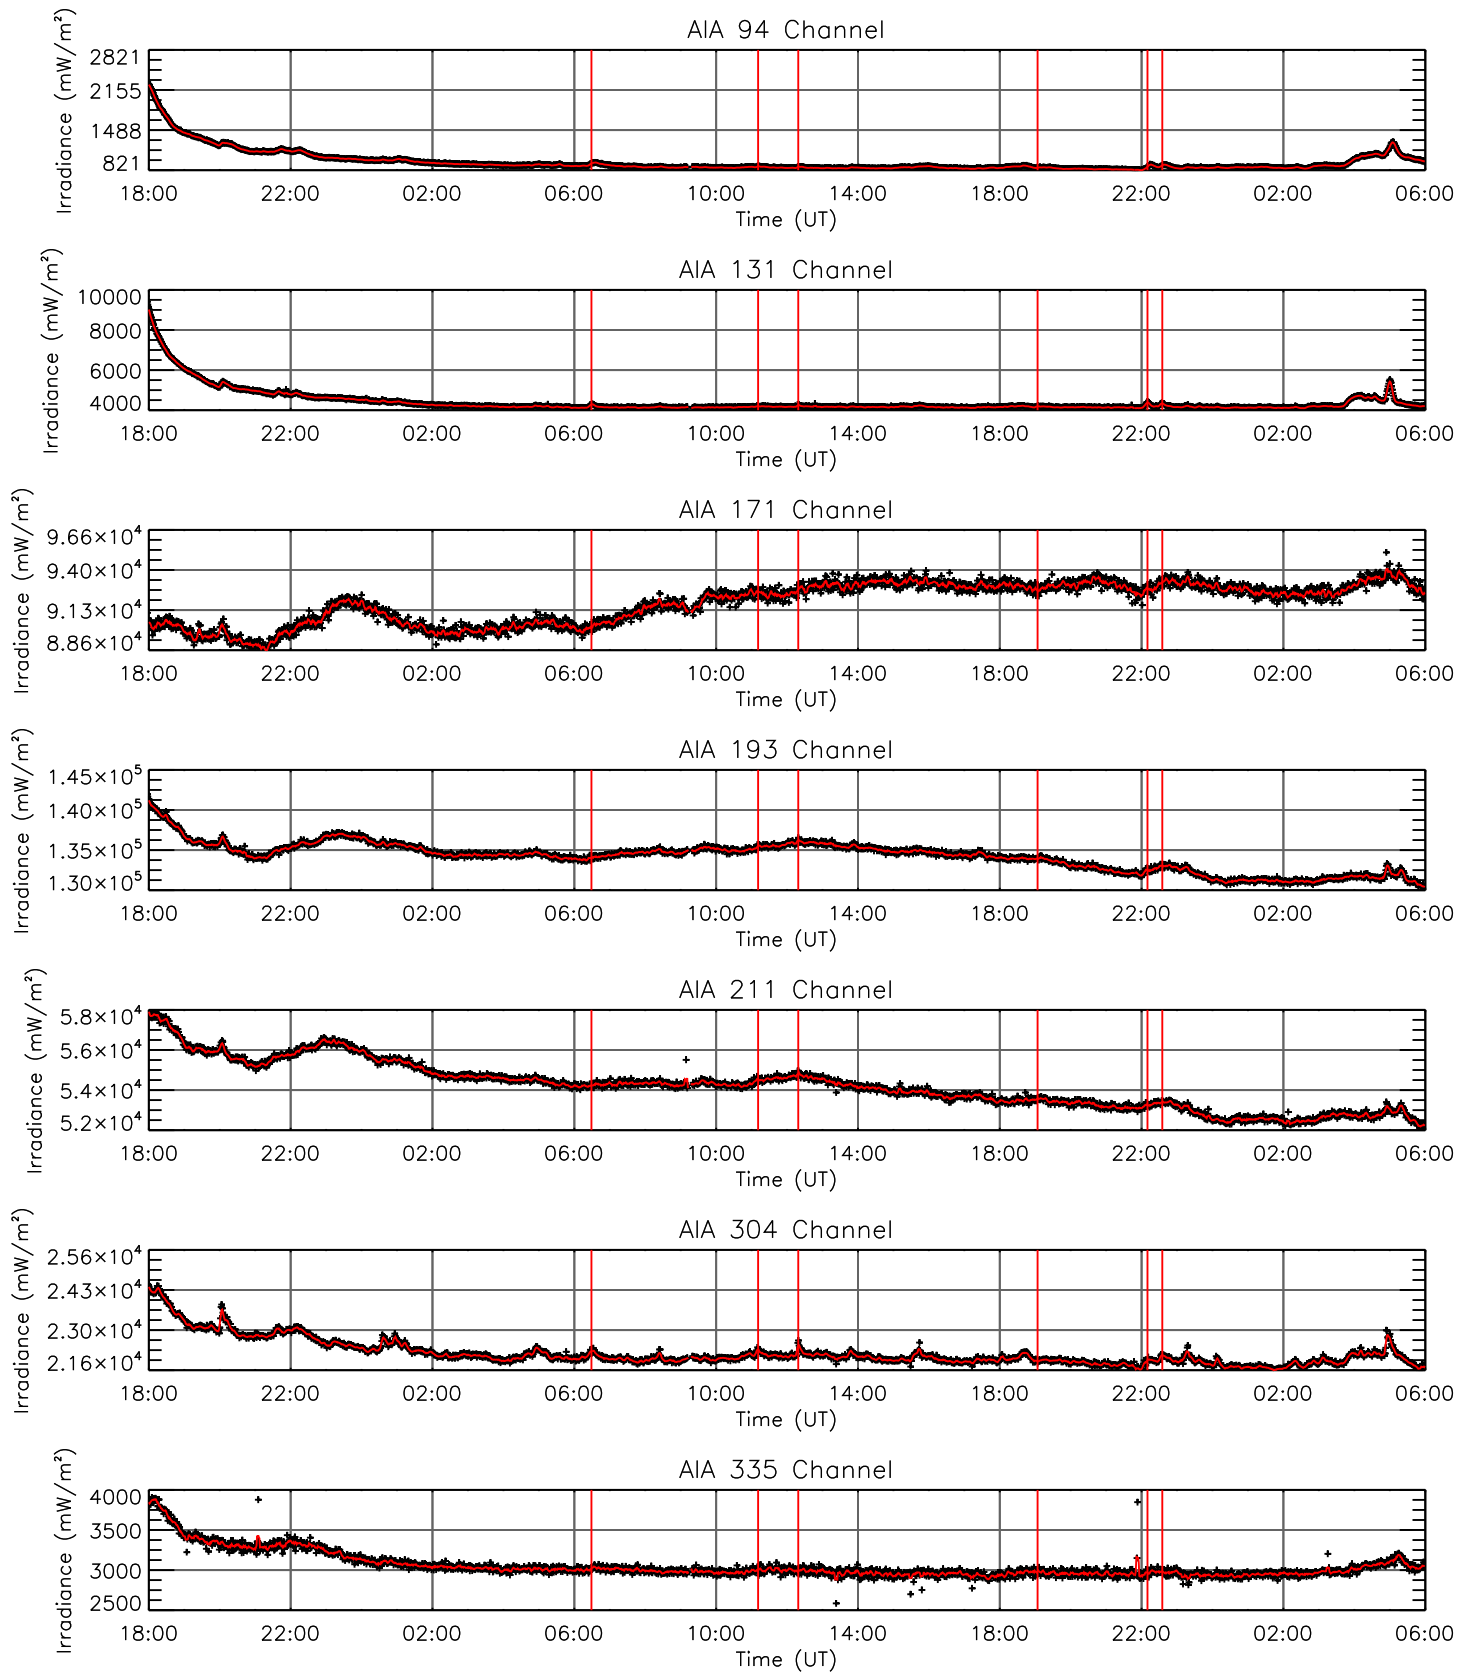 AIA 94 Channel
Irradiance (mW/m²)
2821
2155
1488
821
18:00 22:00 02:00 06:00 10:00 14:00 18:00 22:00 02:00 06:00
Time (UT)
AIA 131 Channel
Irradiance (mW/m²)
10000
8000
6000
4000
18:00 22:00 02:00 06:00 10:00 14:00 18:00 22:00 02:00 06:00
Time (UT)
AIA 171 Channel
Irradiance (mW/m²)
9.66×10⁴
9.40×10⁴
9.13×10⁴
8.86×10⁴
18:00 22:00 02:00 06:00 10:00 14:00 18:00 22:00 02:00 06:00
Time (UT)
AIA 193 Channel
Irradiance (mW/m²)
1.45×10⁵
1.40×10⁵
1.35×10⁵
1.30×10⁵
18:00 22:00 02:00 06:00 10:00 14:00 18:00 22:00 02:00 06:00
Time (UT)
AIA 211 Channel
Irradiance (mW/m²)
5.8×10⁴
5.6×10⁴
5.4×10⁴
5.2×10⁴
18:00 22:00 02:00 06:00 10:00 14:00 18:00 22:00 02:00 06:00
Time (UT)
AIA 304 Channel
Irradiance (mW/m²)
2.56×10⁴
2.43×10⁴
2.30×10⁴
2.16×10⁴
18:00 22:00 02:00 06:00 10:00 14:00 18:00 22:00 02:00 06:00
Time (UT)
AIA 335 Channel
Irradiance (mW/m²)
4000
3500
3000
2500
18:00 22:00 02:00 06:00 10:00 14:00 18:00 22:00 02:00 06:00
Time (UT)